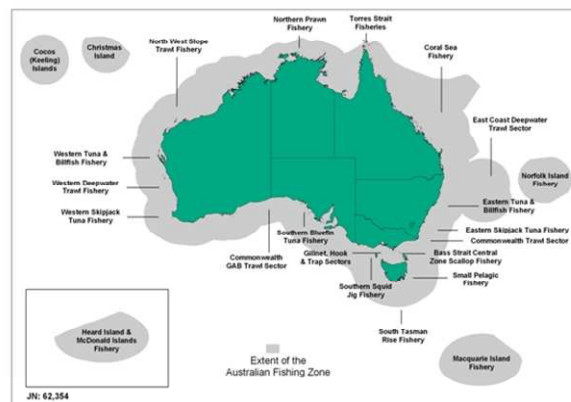 Northern Prawn
Fishery
Torres Strait
Fisheries
North West Slope
Trawl Fishery
Cocos
(Keeling)
Islands
Christmas
Island
Coral Sea
Fishery
East Coast Deepwater
Trawl Sector
Norfolk Island
Fishery
Western Tuna &
Billfish Fishery
Western Deepwater
Trawl Fishery
Western Skipjack
Tuna Fishery
Eastern Tuna
& Billfish Fishery
Eastern Skipjack Tuna Fishery
Commonwealth Trawl Sector
Southern Bluefin
Tuna Fishery
Commonwealth
GAB Trawl Sector
Gillnet, Hook
& Trap Sectors
Bass Strait Central
Zone Scallop Fishery
Southern Squid
Jig Fishery
Small Pelagic
Fishery
South Tasman
Rise Fishery
Heard Island &
McDonald Islands
Fishery
Extent of the
Australian Fishing Zone
Macquarie Island
Fishery
JN: 62,354